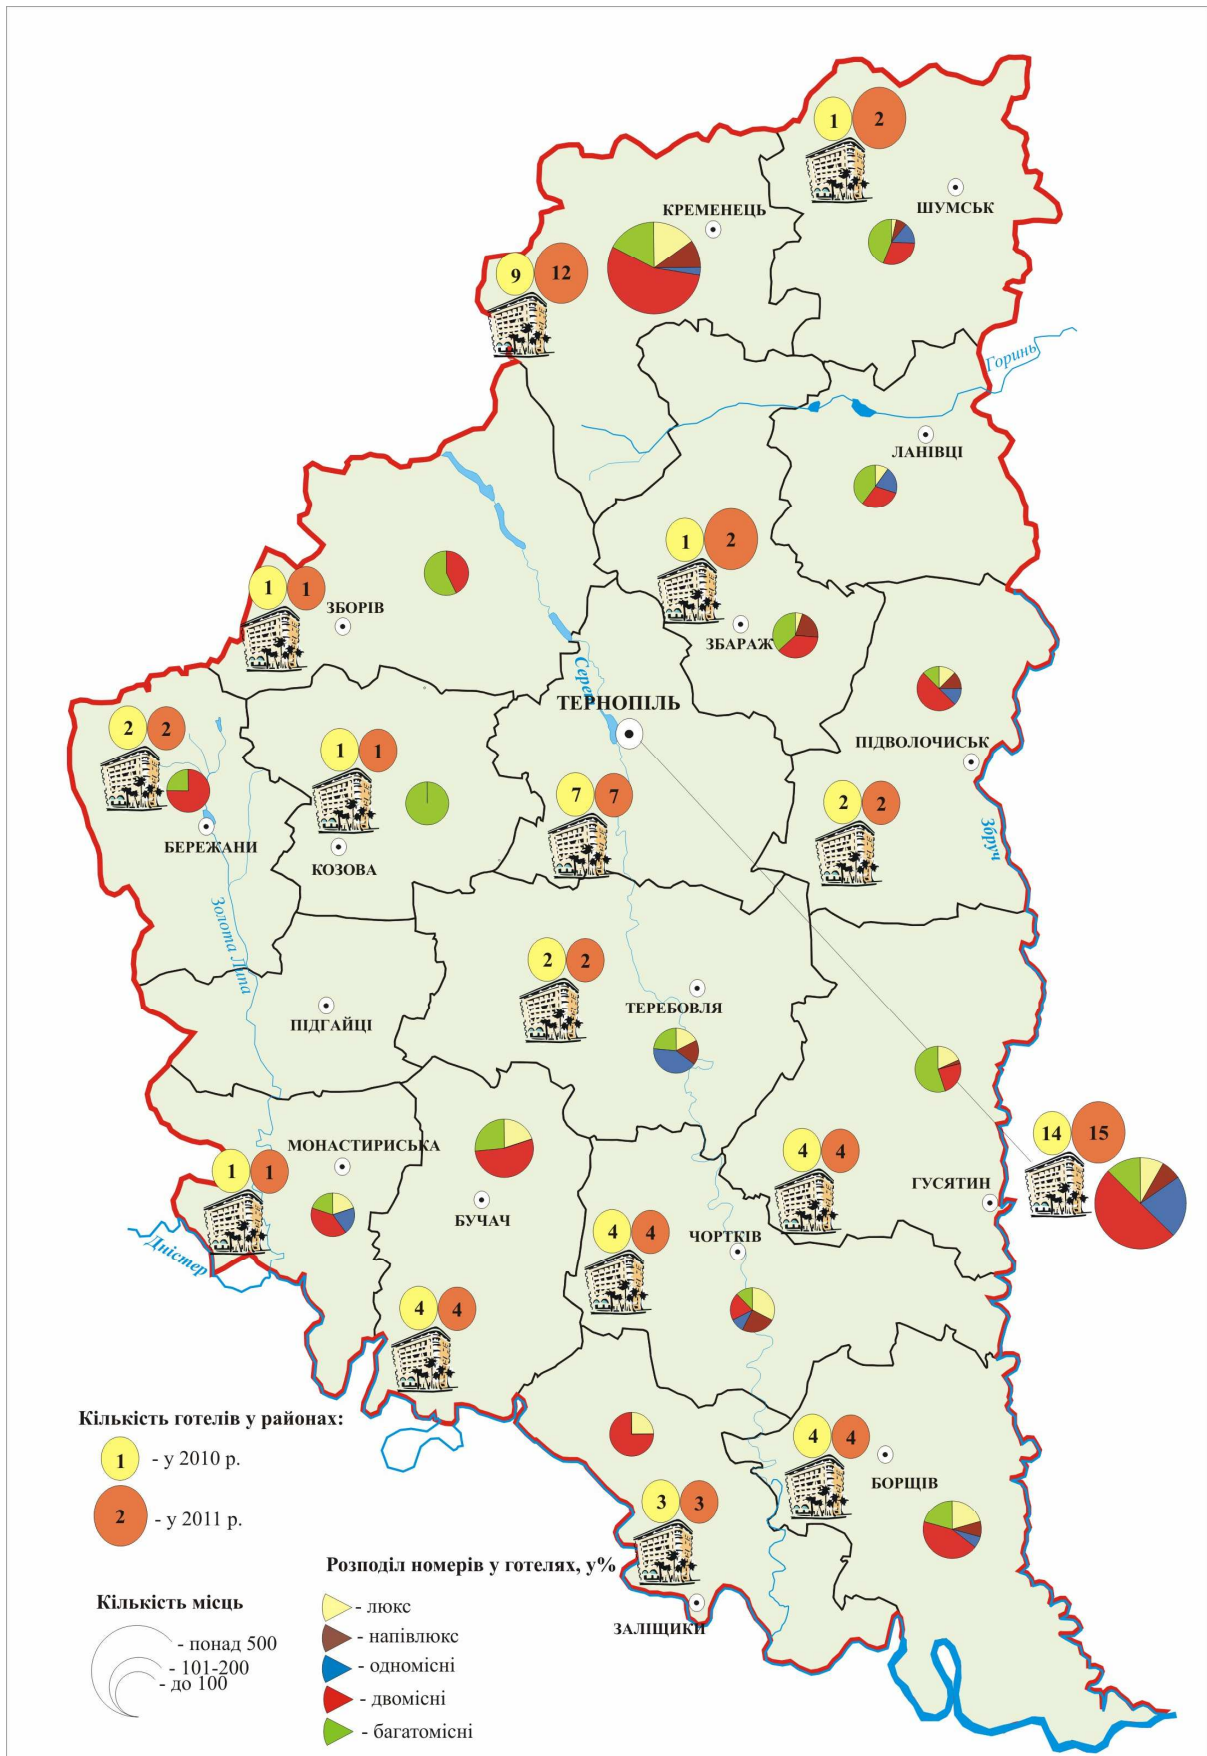 1
2
ШУМСЬК
КРЕМЕНЕЦЬ
9
12
Горинь
ЛАНІВЦІ
1
2
ЗБАРАЖ
1
1
ЗБОРІВ
Серет
ТЕРНОПІЛЬ
ПІДВОЛОЧИСЬК
2
2
БЕРЕЖАНИ
1
1
КОЗОВА
7
7
2
2
Збруч
Золота Липа
2
2
ТЕРЕБОВЛЯ
ПІДГАЙЦІ
14
15
МОНАСТИРИСЬКА
1
1
БУЧАЧ
4
4
ГУСЯТИН
4
4
ЧОРТКІВ
Дністер
4
4
4
4
БОРЩІВ
3
3
ЗАЛІЩИКИ
Кількість готелів у районах:
1 - у 2010 р.
2 - у 2011 р.
Кількість місць
- понад 500
- 101-200
- до 100
Розподіл номерів у готелях, у%
- люкс
- напівлюкс
- одномісні
- двомісні
- багатомісні